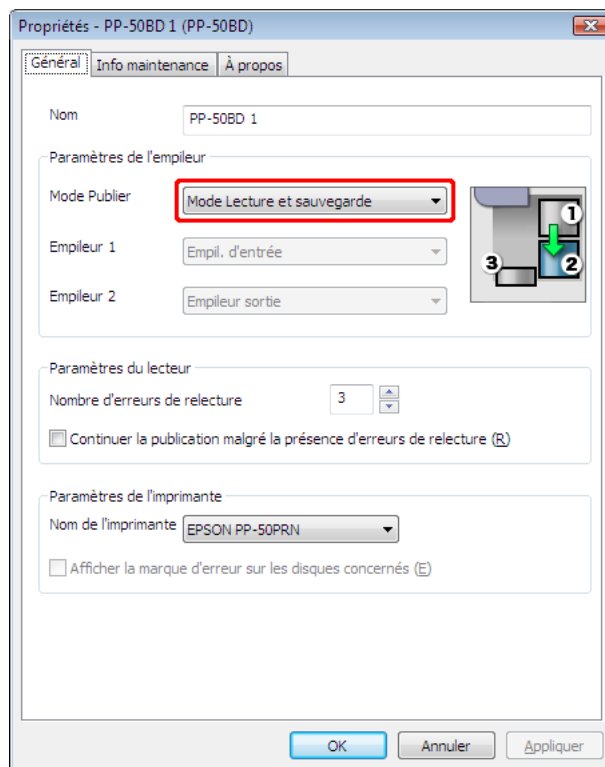 Propriétés - PP-50BD 1 (PP-50BD)
Général Info maintenance À propos
Nom PP-50BD 1
Paramètres de l'empileur
Mode Publier Mode Lecture et sauvegarde
Empileur 1 Empil. d'entrée
Empileur 2 Empileur sortie
1
2
3
Paramètres du lecteur
Nombre d'erreurs de relecture 3
Continuer la publication malgré la présence d'erreurs de relecture (R)
Paramètres de l'imprimante
Nom de l'imprimante EPSON PP-50PRN
Afficher la marque d'erreur sur les disques concernés (E)
OK Annuler Appliquer